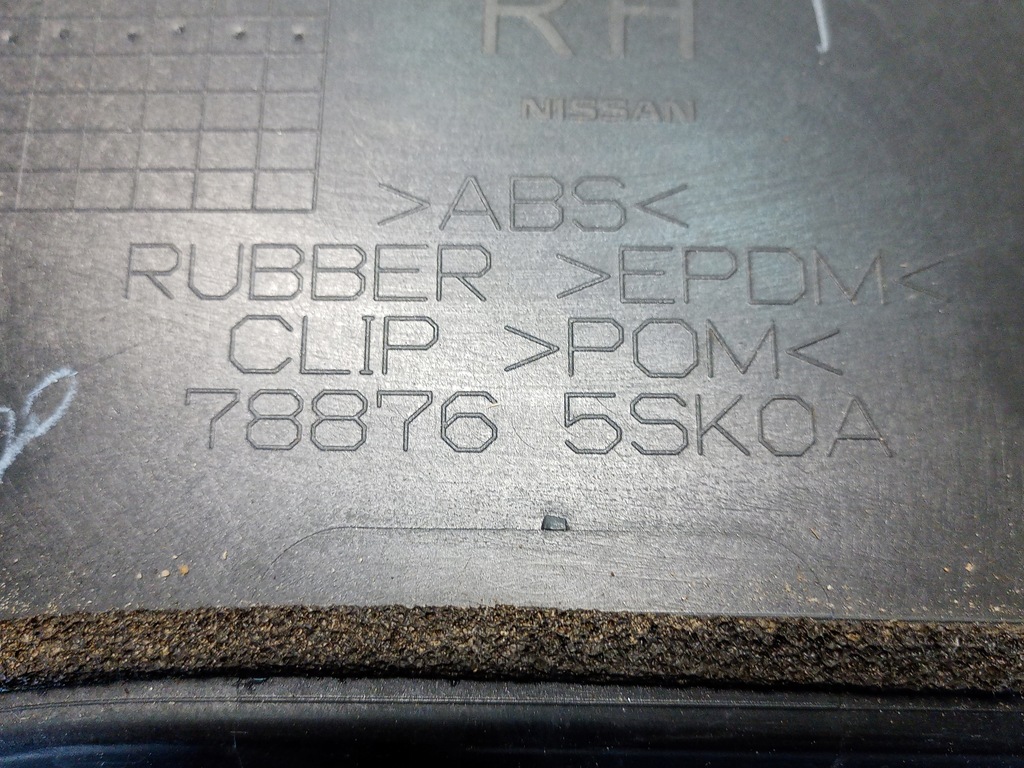 RH
NISSAN
>ABS<
RUBBER >EPDM<
CLIP >POM<
78876 5SK0A